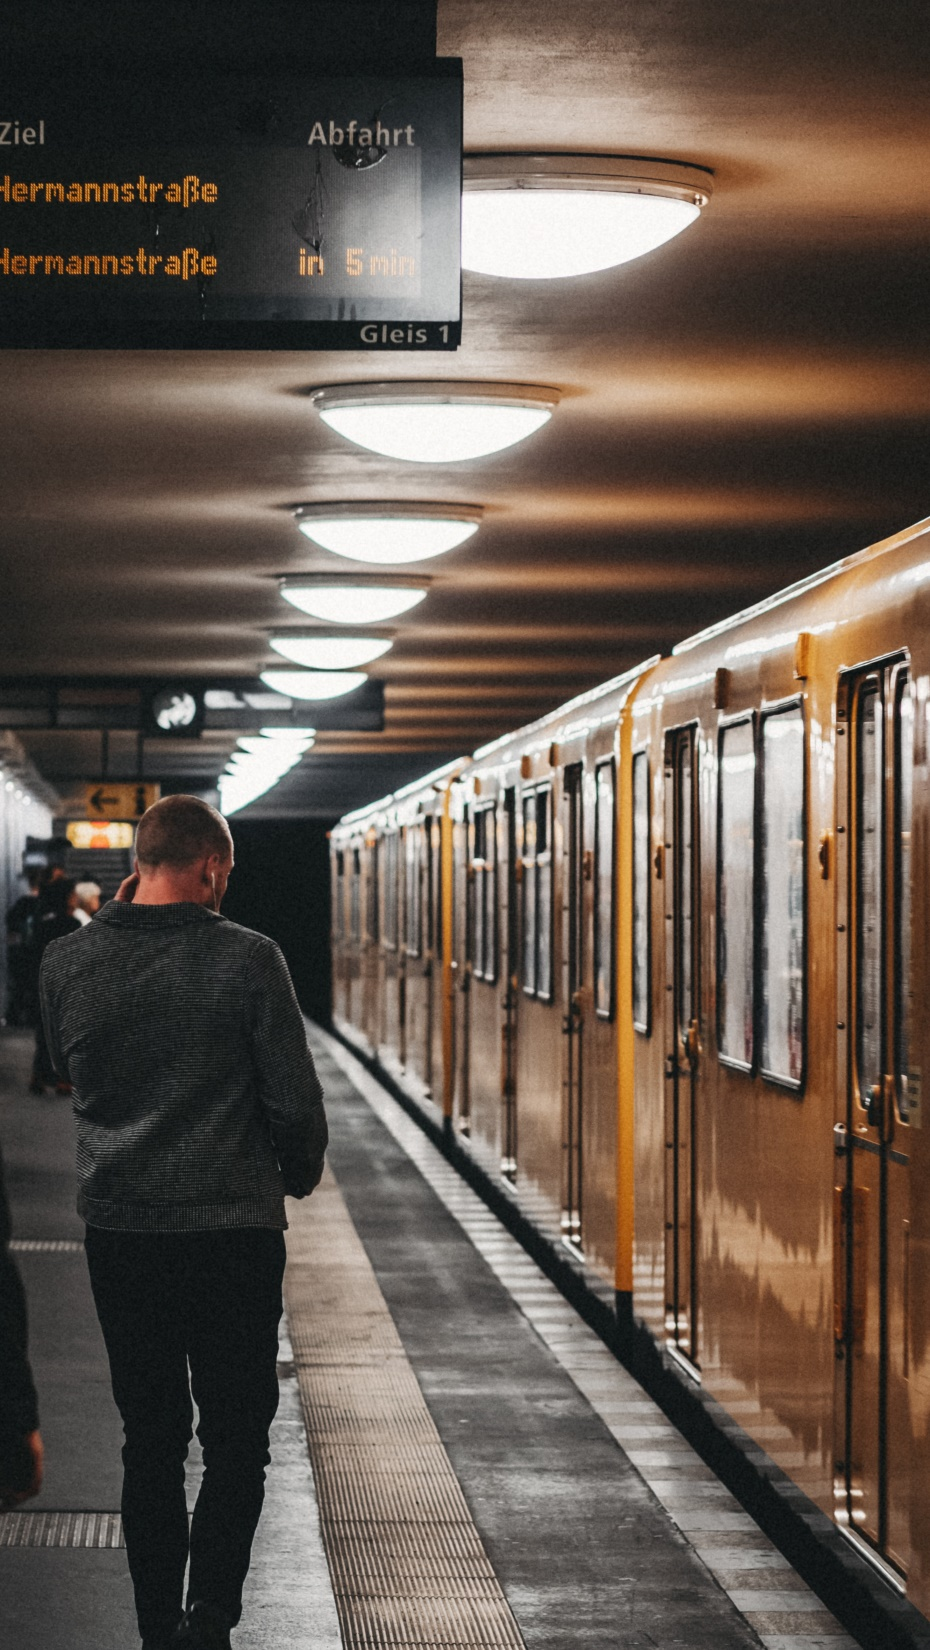 Ziel Abfahrt
Hermannstraße
Hermannstraße in 5 min
Gleis 1